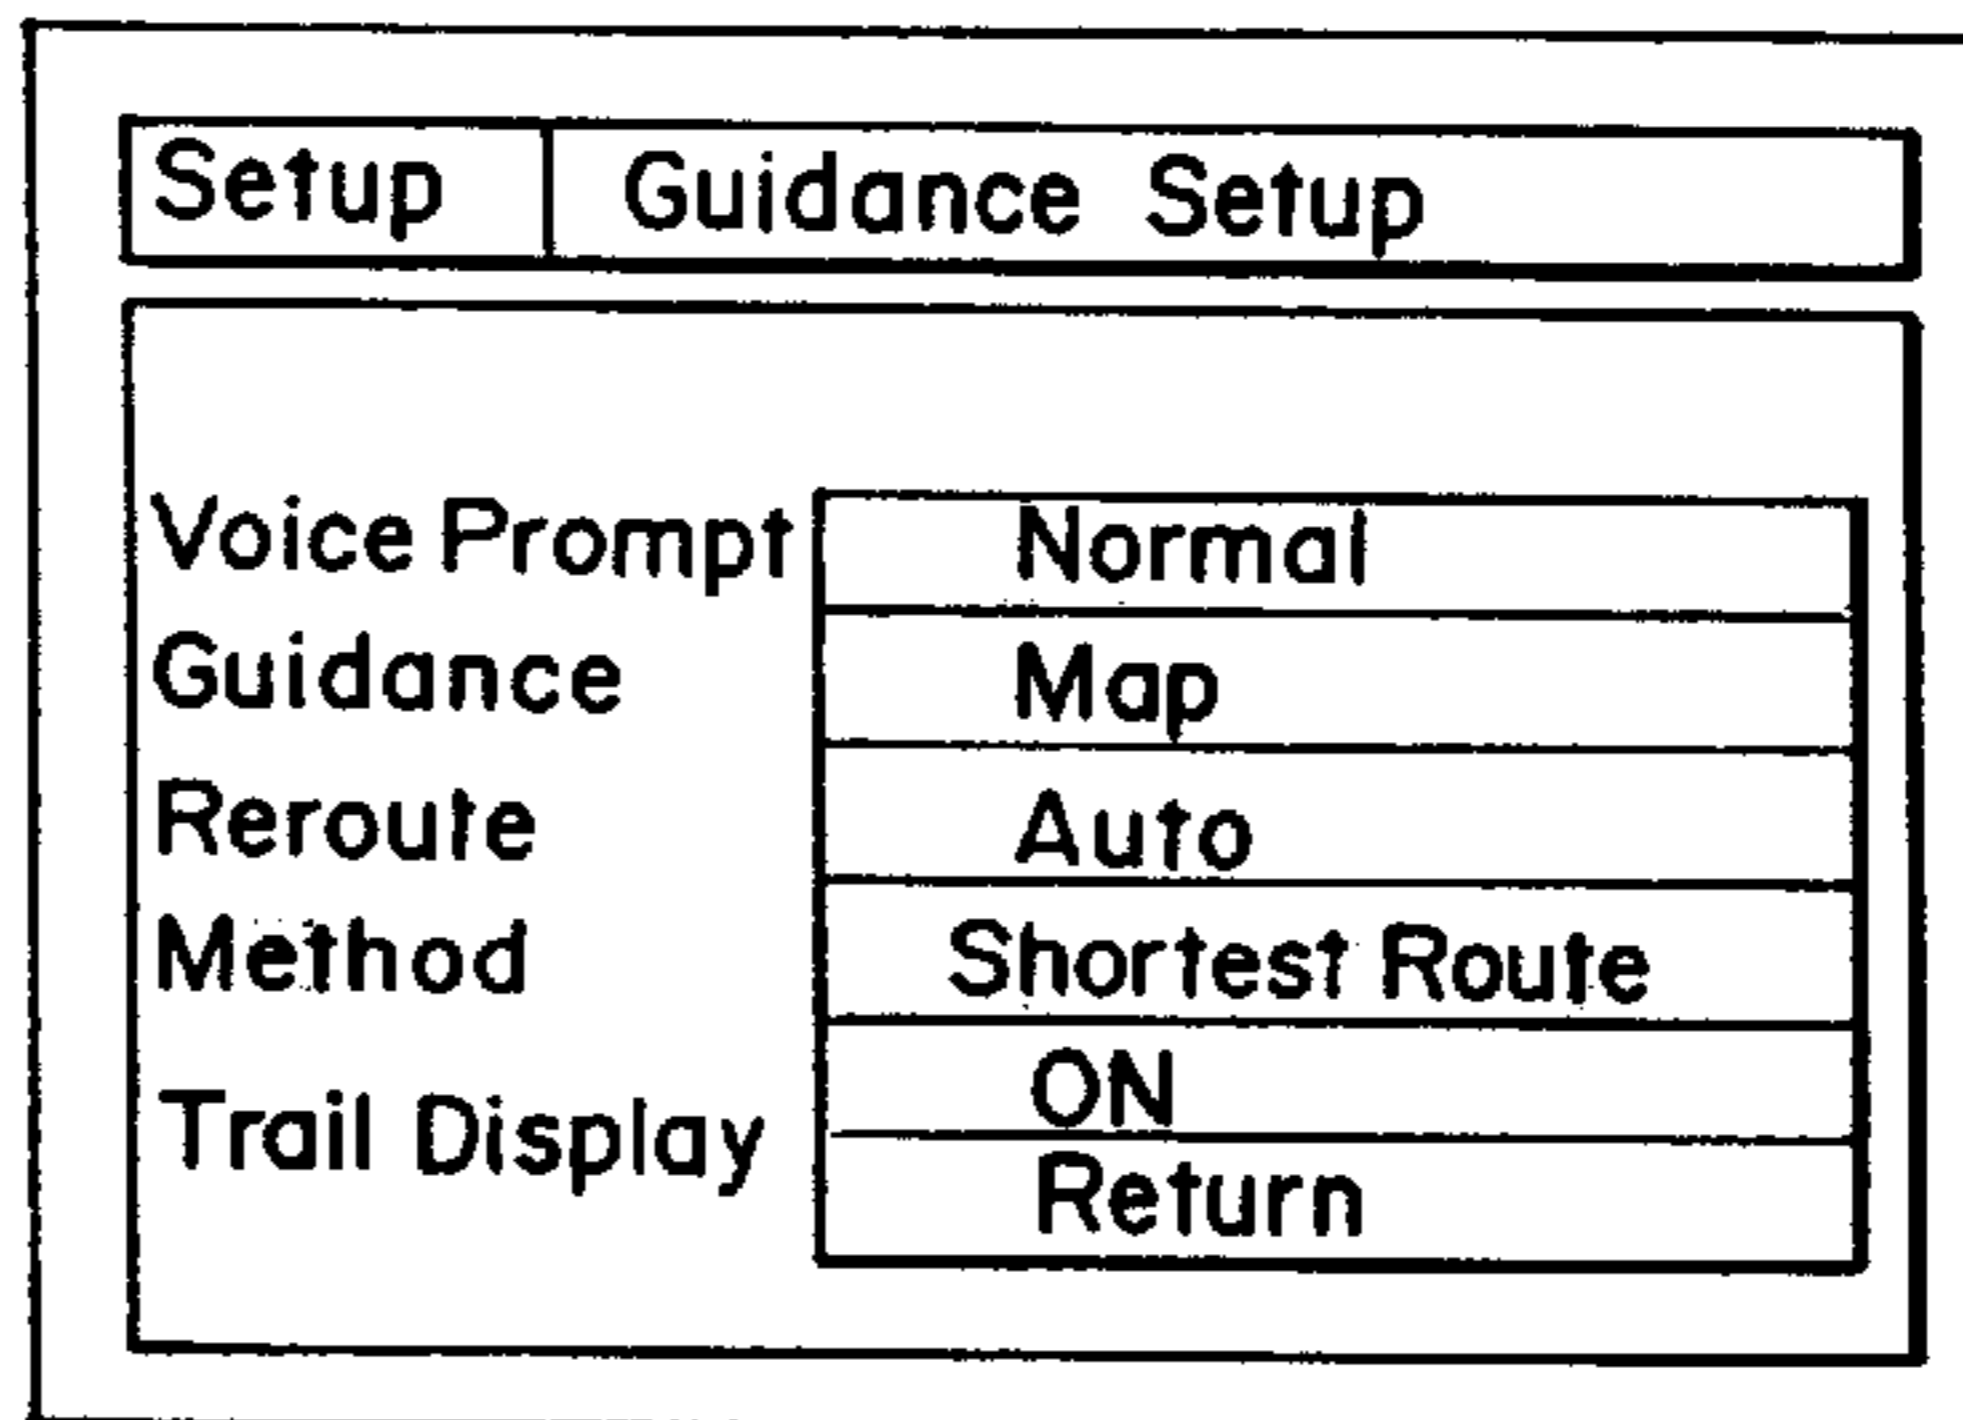 Setup Guidance Setup
Voice Prompt Normal
Guidance Map
Reroute Auto
Method Shortest Route
Trail Display ON
Return